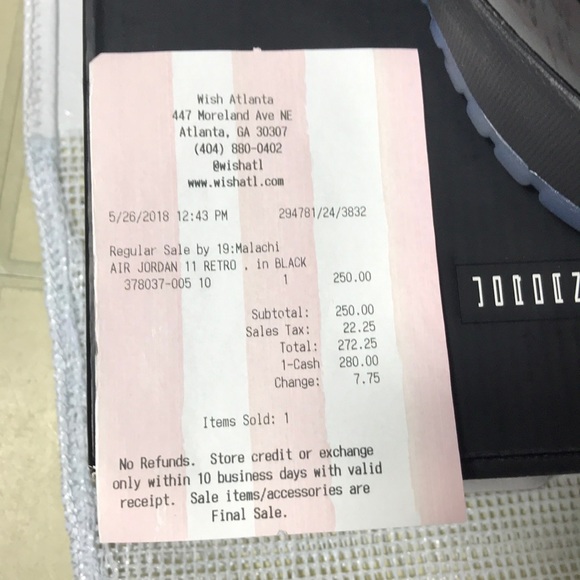 Wish Atlanta
447 Moreland Ave NE
Atlanta, GA 30307
(404) 880-0402
@wishatl
www.wishatl.com
5/26/2018 12:43 PM 294781/24/3832
Regular Sale by 19:Malachi
AIR JORDAN 11 RETRO . in BLACK
378037-005 10 1 250.00
Subtotal: 250.00
Sales Tax: 22.25
Total: 272.25
1-Cash 280.00
Change: 7.75
Items Sold: 1
No Refunds. Store credit or exchange
only within 10 business days with valid
receipt. Sale items/accessories are
Final Sale.